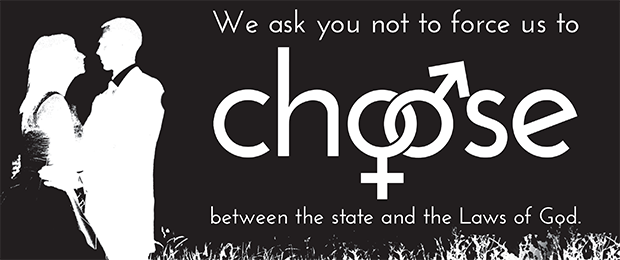 We ask you not to force us to
choose
between the state and the Laws of God.